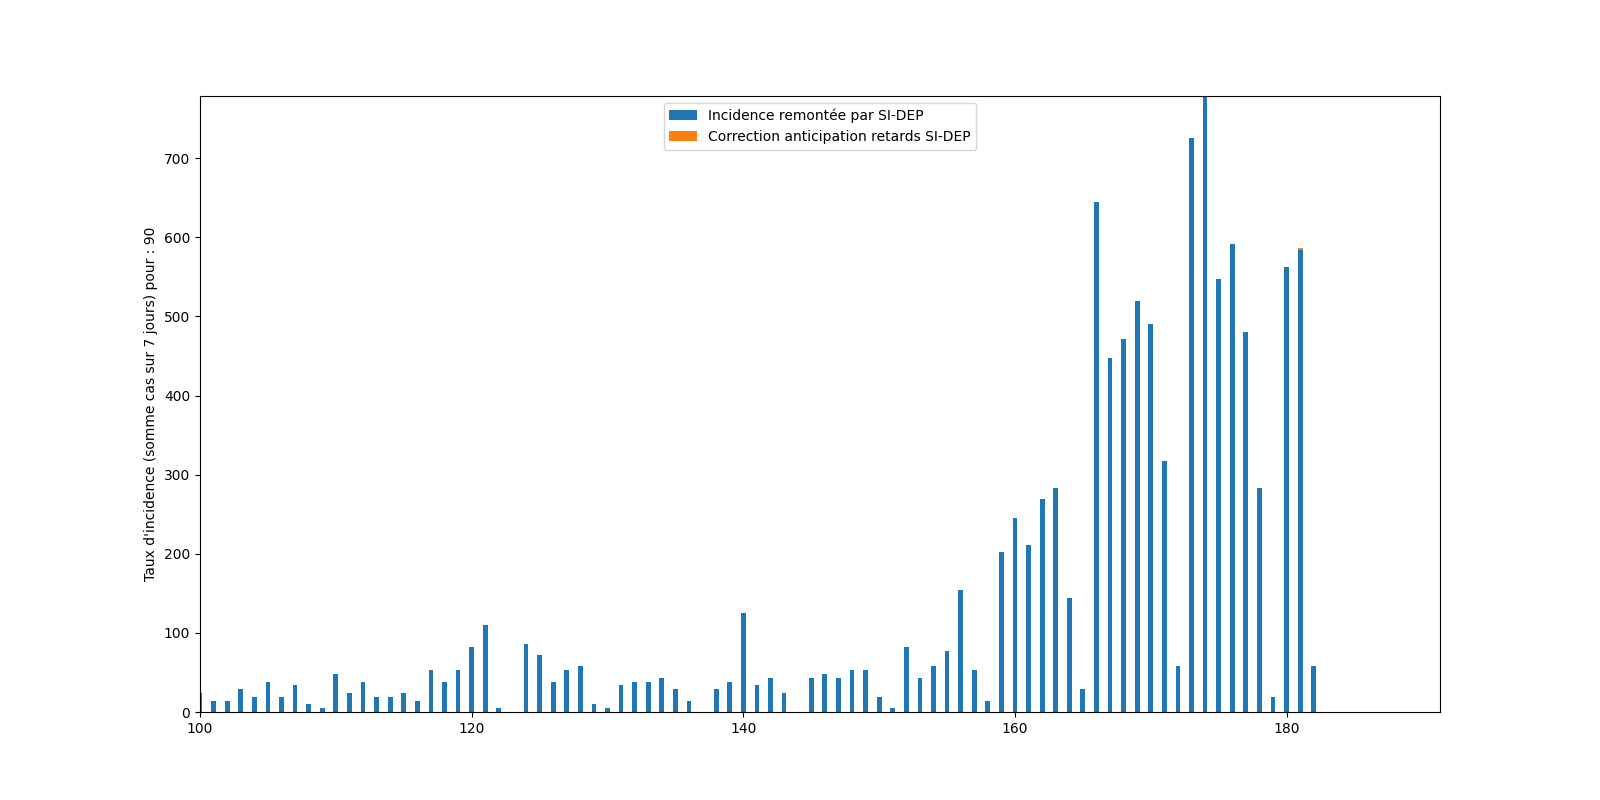 Incidence remontée par SI-DEP
Correction anticipation retards SI-DEP
Taux d'incidence (somme cas sur 7 jours) pour : 90
700
600
500
400
300
200
100
0
100 120 140 160 180